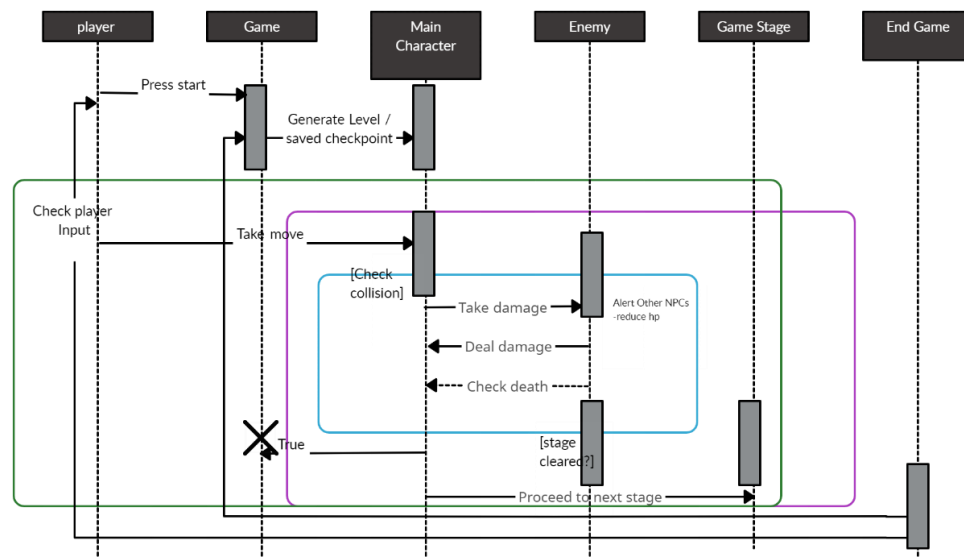 player
Game
Main
Character
Enemy
Game Stage
End Game
Press start
Generate Level /
saved checkpoint
Check player
Input
Take move
[Check
collision]
Take damage
Alert Other NPCs
-reduce hp
Deal damage
Check death
True
[stage
cleared?]
Proceed to next stage